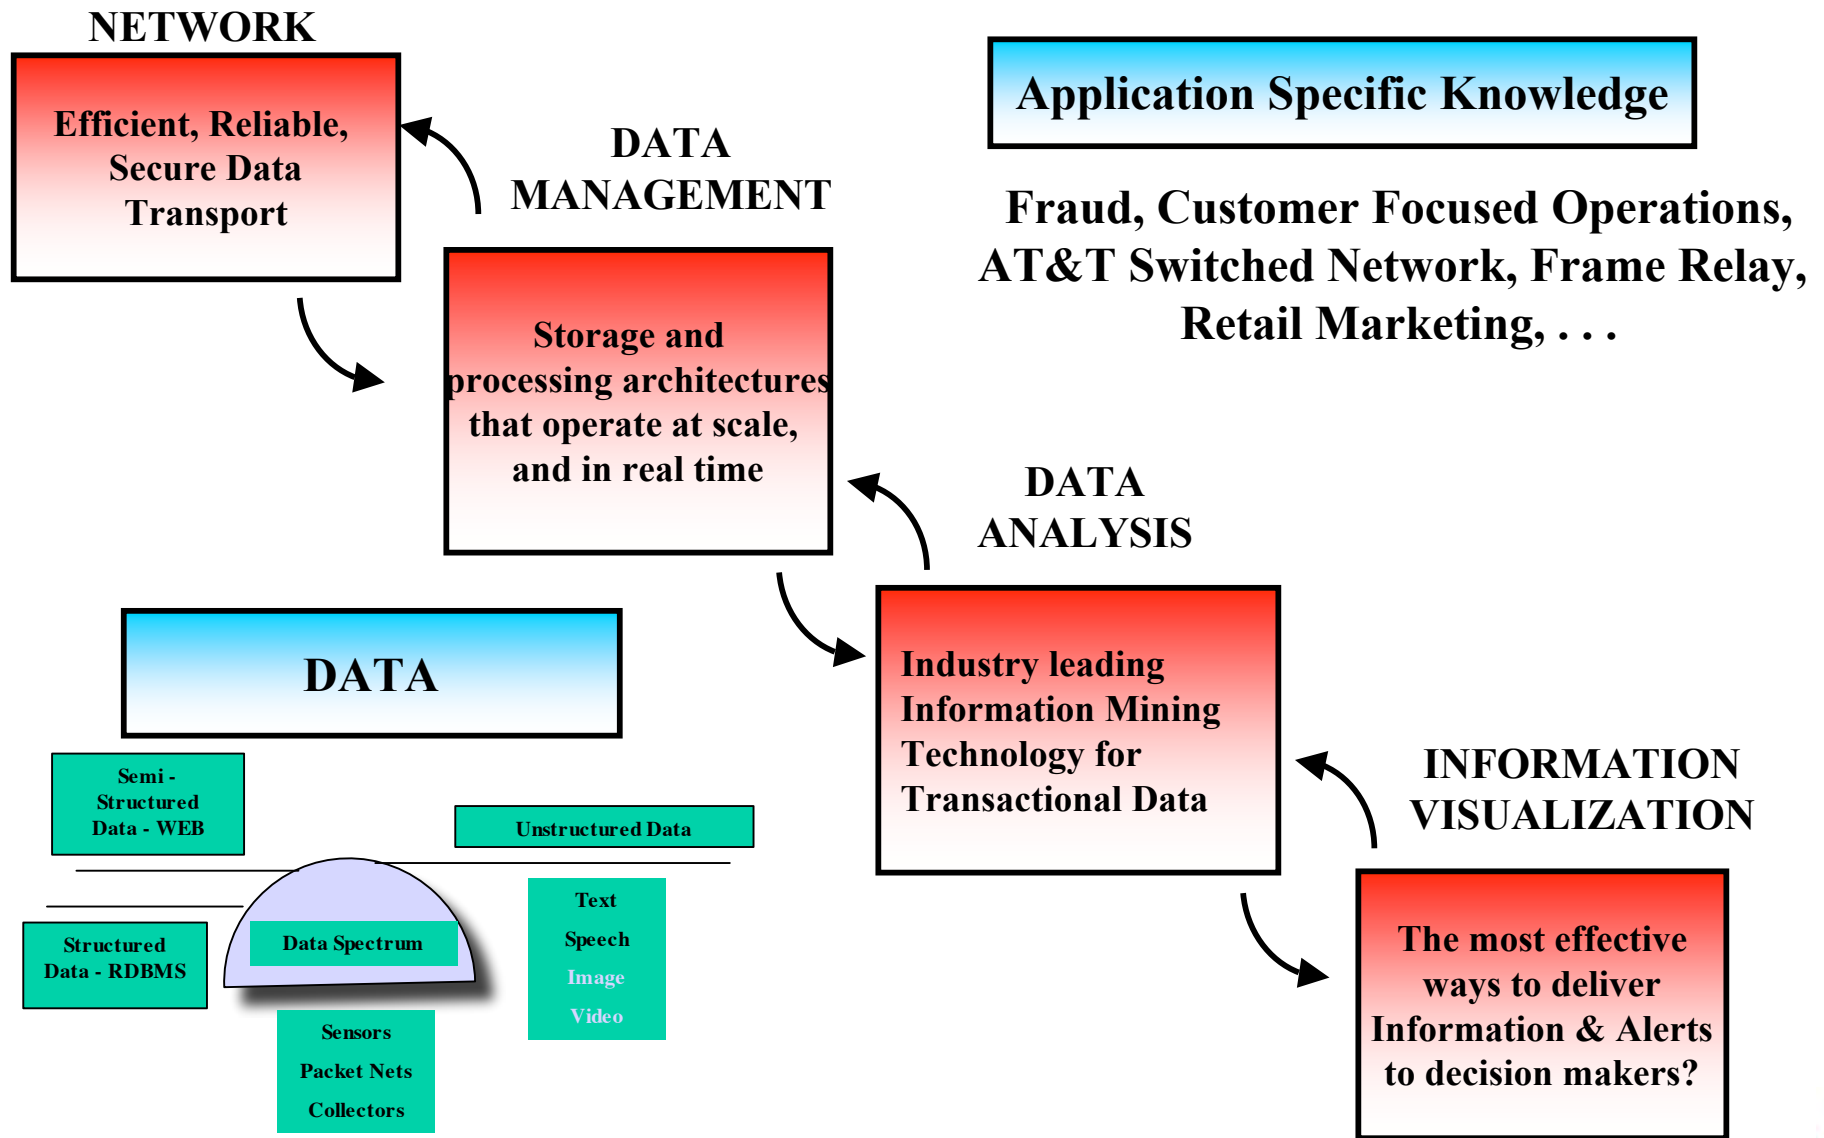 NETWORK
Efficient, Reliable,
Secure Data
Transport
DATA
MANAGEMENT
Storage and
processing architectures
that operate at scale,
and in real time
Application Specific Knowledge
Fraud, Customer Focused Operations,
AT&T Switched Network, Frame Relay,
Retail Marketing, . . .
DATA
ANALYSIS
Industry leading
Information Mining
Technology for
Transactional Data
INFORMATION
VISUALIZATION
The most effective
ways to deliver
Information & Alerts
to decision makers?
DATA
Semi -
Structured
Data - WEB
Unstructured Data
Structured
Data - RDBMS
Data Spectrum
Text
Speech
Image
Video
Sensors
Packet Nets
Collectors